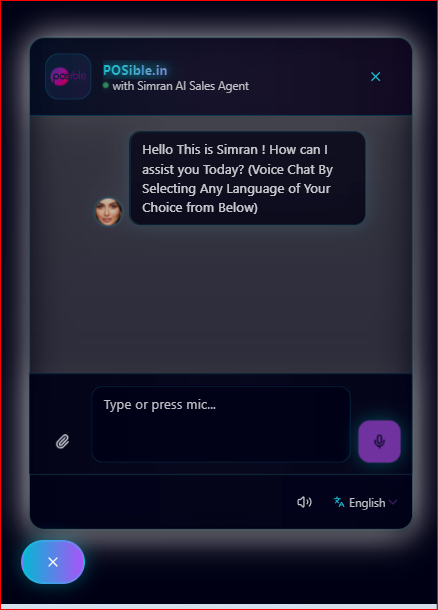 posible
POSible.in
with Simran AI Sales Agent
Hello This is Simran ! How can I
assist you Today? (Voice Chat By
Selecting Any Language of Your
Choice from Below)
Type or press mic...
English